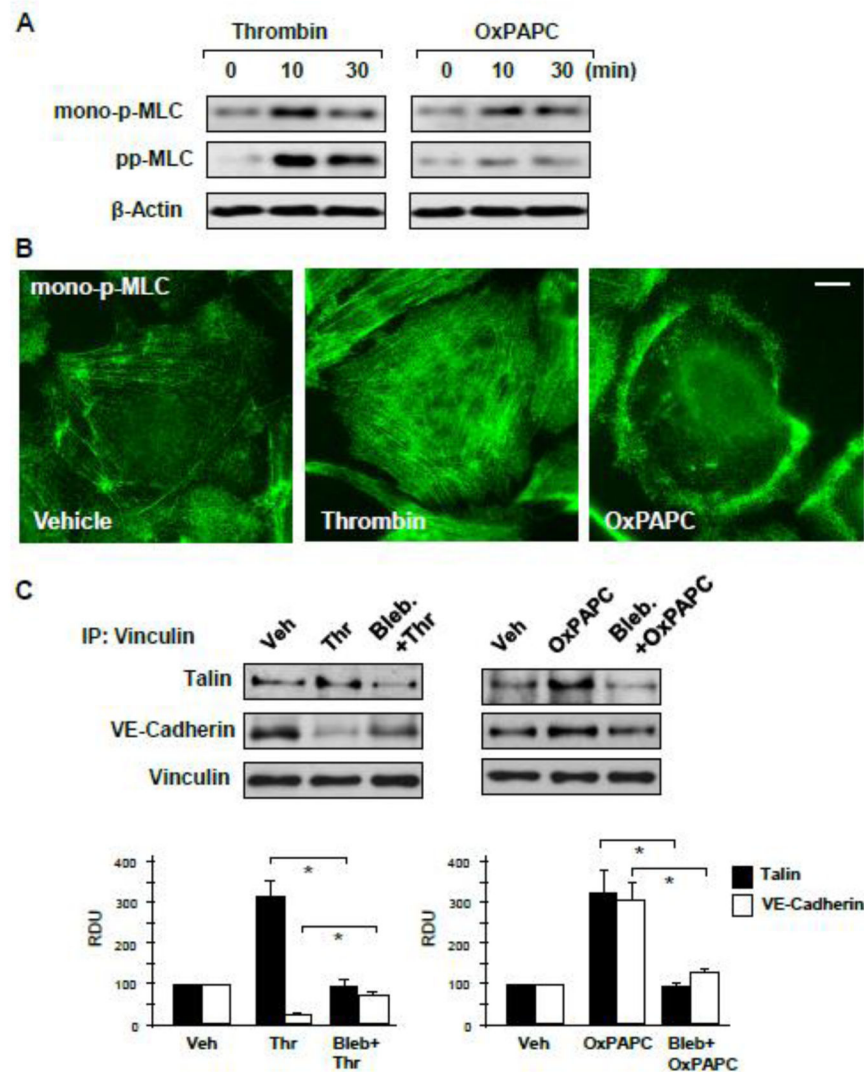 A
Thrombin OxPAPC
0 10 30 0 10 30 (min)
mono-p-MLC
pp-MLC
β-Actin
B
mono-p-MLC
Vehicle Thrombin OxPAPC
C
IP: Vinculin Veh Thr Bleb. +Thr Veh OxPAPC Bleb. +OxPAPC
Talin
VE-Cadherin
Vinculin
400 * 400 * Talin
* * VE-Cadherin
300 300
RDU RDU
200 200
100 100
0 0
Veh Thr Bleb+ Veh OxPAPC Bleb+
Thr OxPAPC